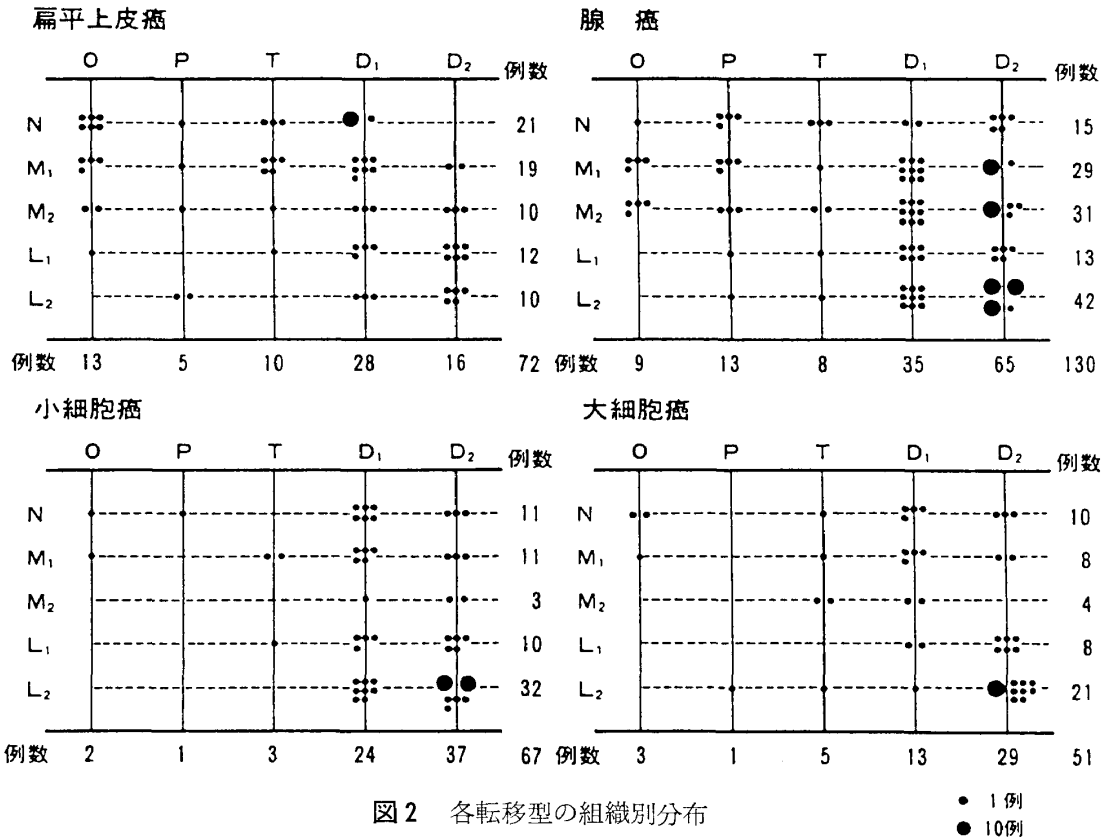 扁平上皮癌
O P T D₁ D₂ 例数
N 21
M₁ 19
M₂ 10
L₁ 12
L₂ 10
例数 13 5 10 28 16 72
腺 癌
O P T D₁ D₂ 例数
N 15
M₁ 29
M₂ 31
L₁ 13
L₂ 42
例数 9 13 8 35 65 130
小細胞癌
O P T D₁ D₂ 例数
N 11
M₁ 11
M₂ 3
L₁ 10
L₂ 32
例数 2 1 3 24 37 67
大細胞癌
O P T D₁ D₂ 例数
N 10
M₁ 8
M₂ 4
L₁ 8
L₂ 21
例数 3 1 5 13 29 51
1例
10例
図2 各転移型の組織別分布